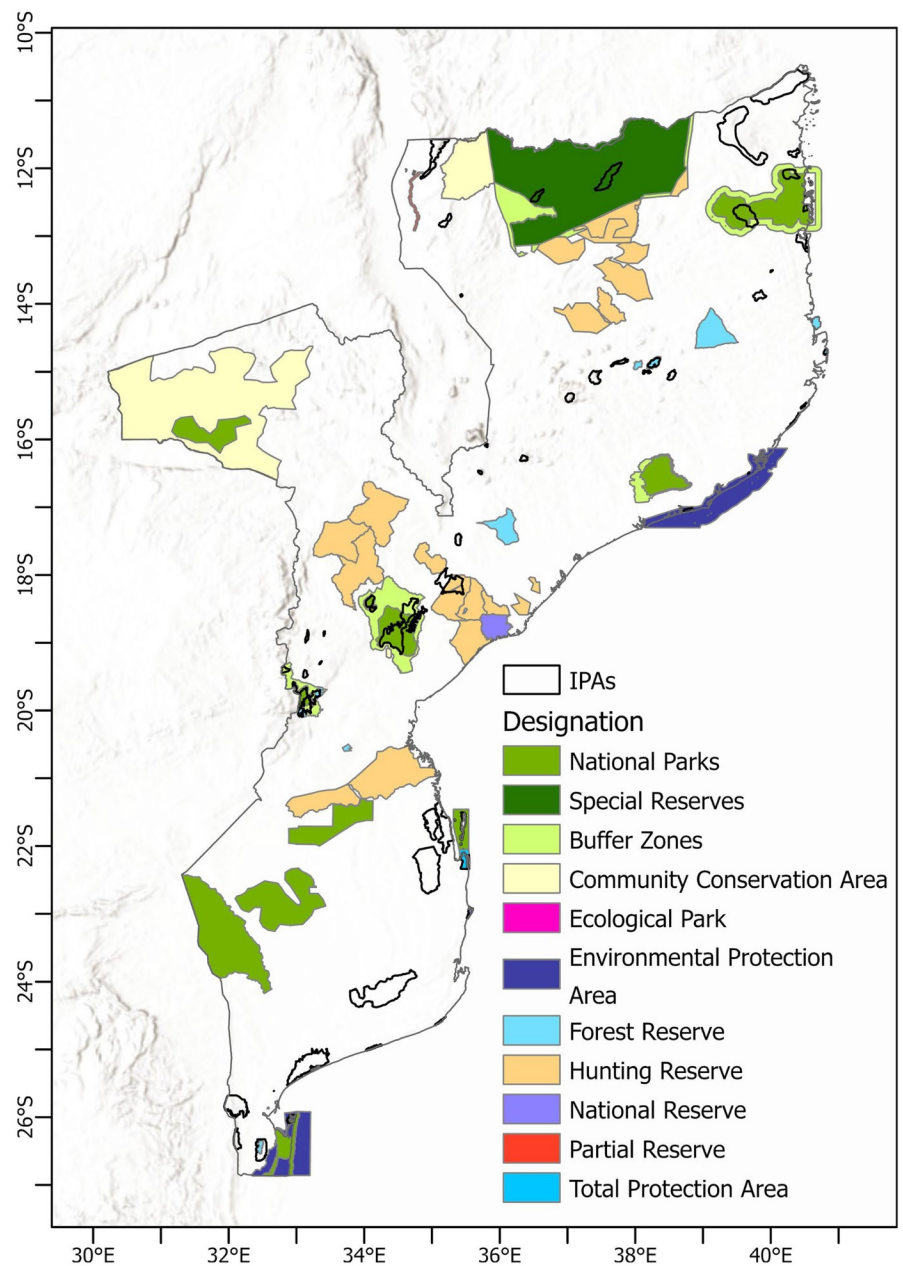 10°S
12°S
14°S
16°S
18°S
20°S
22°S
24°S
26°S
IPAs
Designation
National Parks
Special Reserves
Buffer Zones
Community Conservation Area
Ecological Park
Environmental Protection
Area
Forest Reserve
Hunting Reserve
National Reserve
Partial Reserve
Total Protection Area
30°E 32°E 34°E 36°E 38°E 40°E